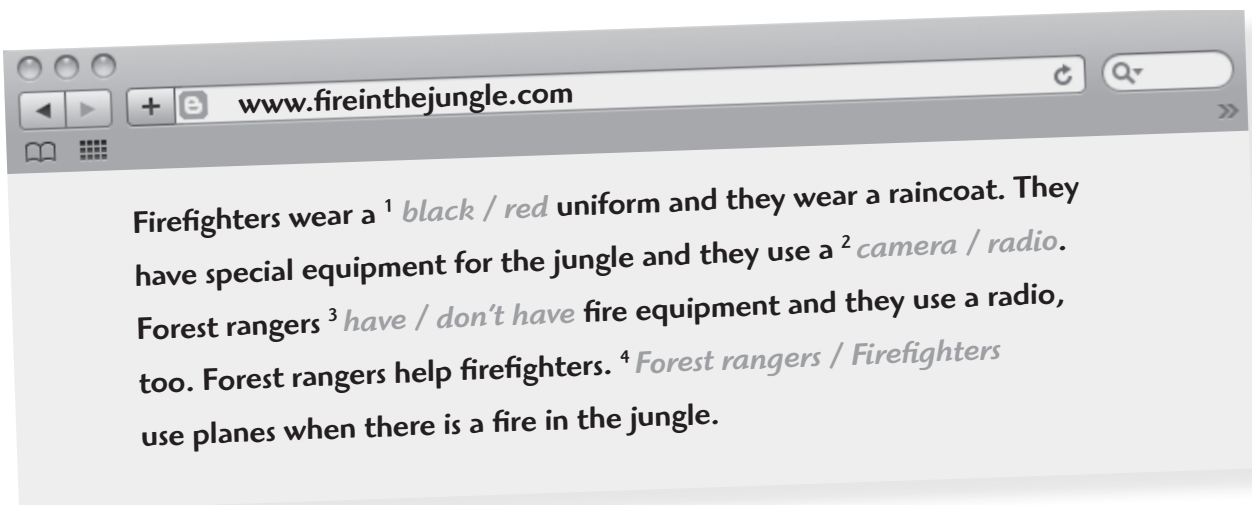 www.fireinthejungle.com
Firefighters wear a ¹ black / red uniform and they wear a raincoat. They
have special equipment for the jungle and they use a ² camera / radio.
Forest rangers ³ have / don't have fire equipment and they use a radio,
too. Forest rangers help firefighters. ⁴ Forest rangers / Firefighters
use planes when there is a fire in the jungle.